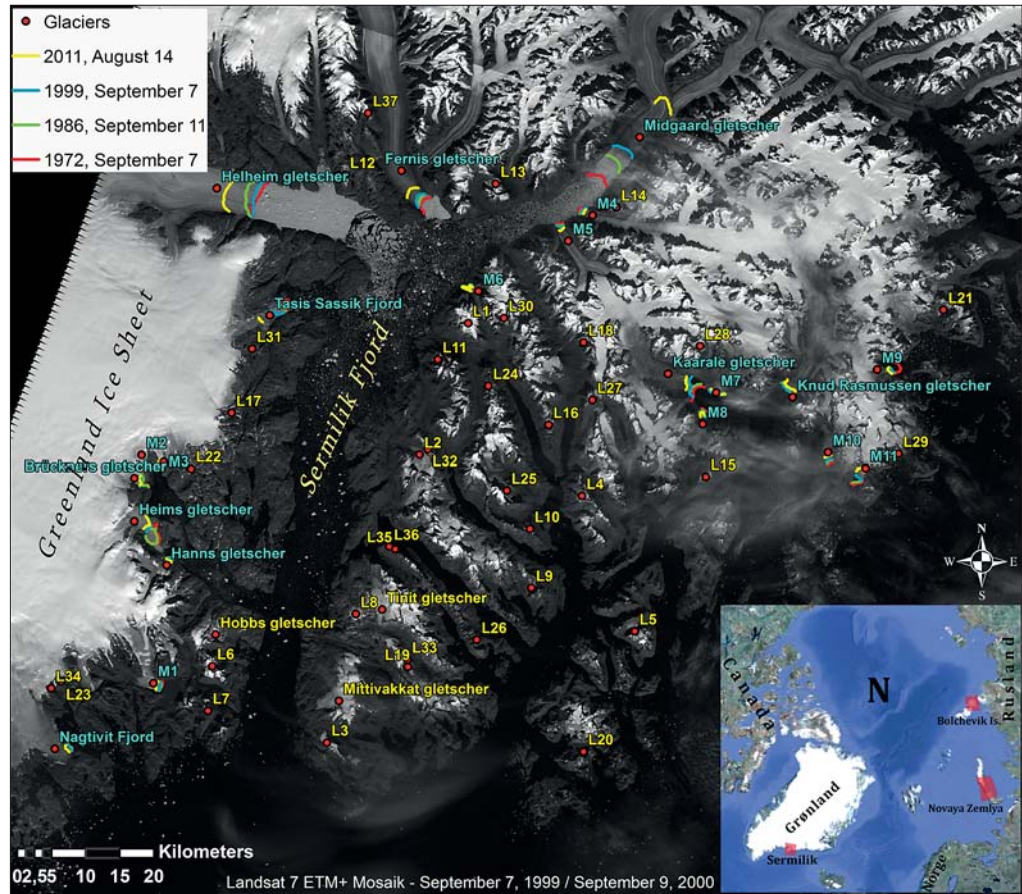 Glaciers
2011, August 14
1999, September 7
1986, September 11
1972, September 7
L37
Midgaard gletscher
L12
Fernis gletscher
Helheim gletscher
L13
L14
M4
M5
M6
Tasis Sassik Fjord
L30
L1
L21
L31
L18
L28
L11
Kaarale gletscher
M9
L24
M7
Knud Rasmussen gletscher
L27
L17
L16
M8
Greenland Ice Sheet
Sermilik Fjord
M2
L2
M10
L29
M3
L22
L32
M11
Brückners gletscher
L15
L25
L4
Heims gletscher
L10
L35
L36
Hanns gletscher
N
W
E
S
L9
Tinit gletscher
L8
Hobbs gletscher
L5
L26
L6
L33
L19
L34
L23
M1
Mittivakkat gletscher
L7
L3
Nagtivit Fjord
L20
Canada
N
Rusland
Bolchevik Is.
Novaya Zemlya
Grønland
Sermilik
orge
Kilometers
02,55 10 15 20
Landsat 7 ETM+ Mosaik - September 7, 1999 / September 9, 2000